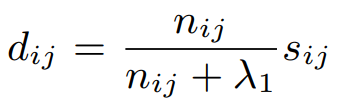 d_{ij} = \frac{n_{ij}}{n_{ij} + \lambda_1} s_{ij}